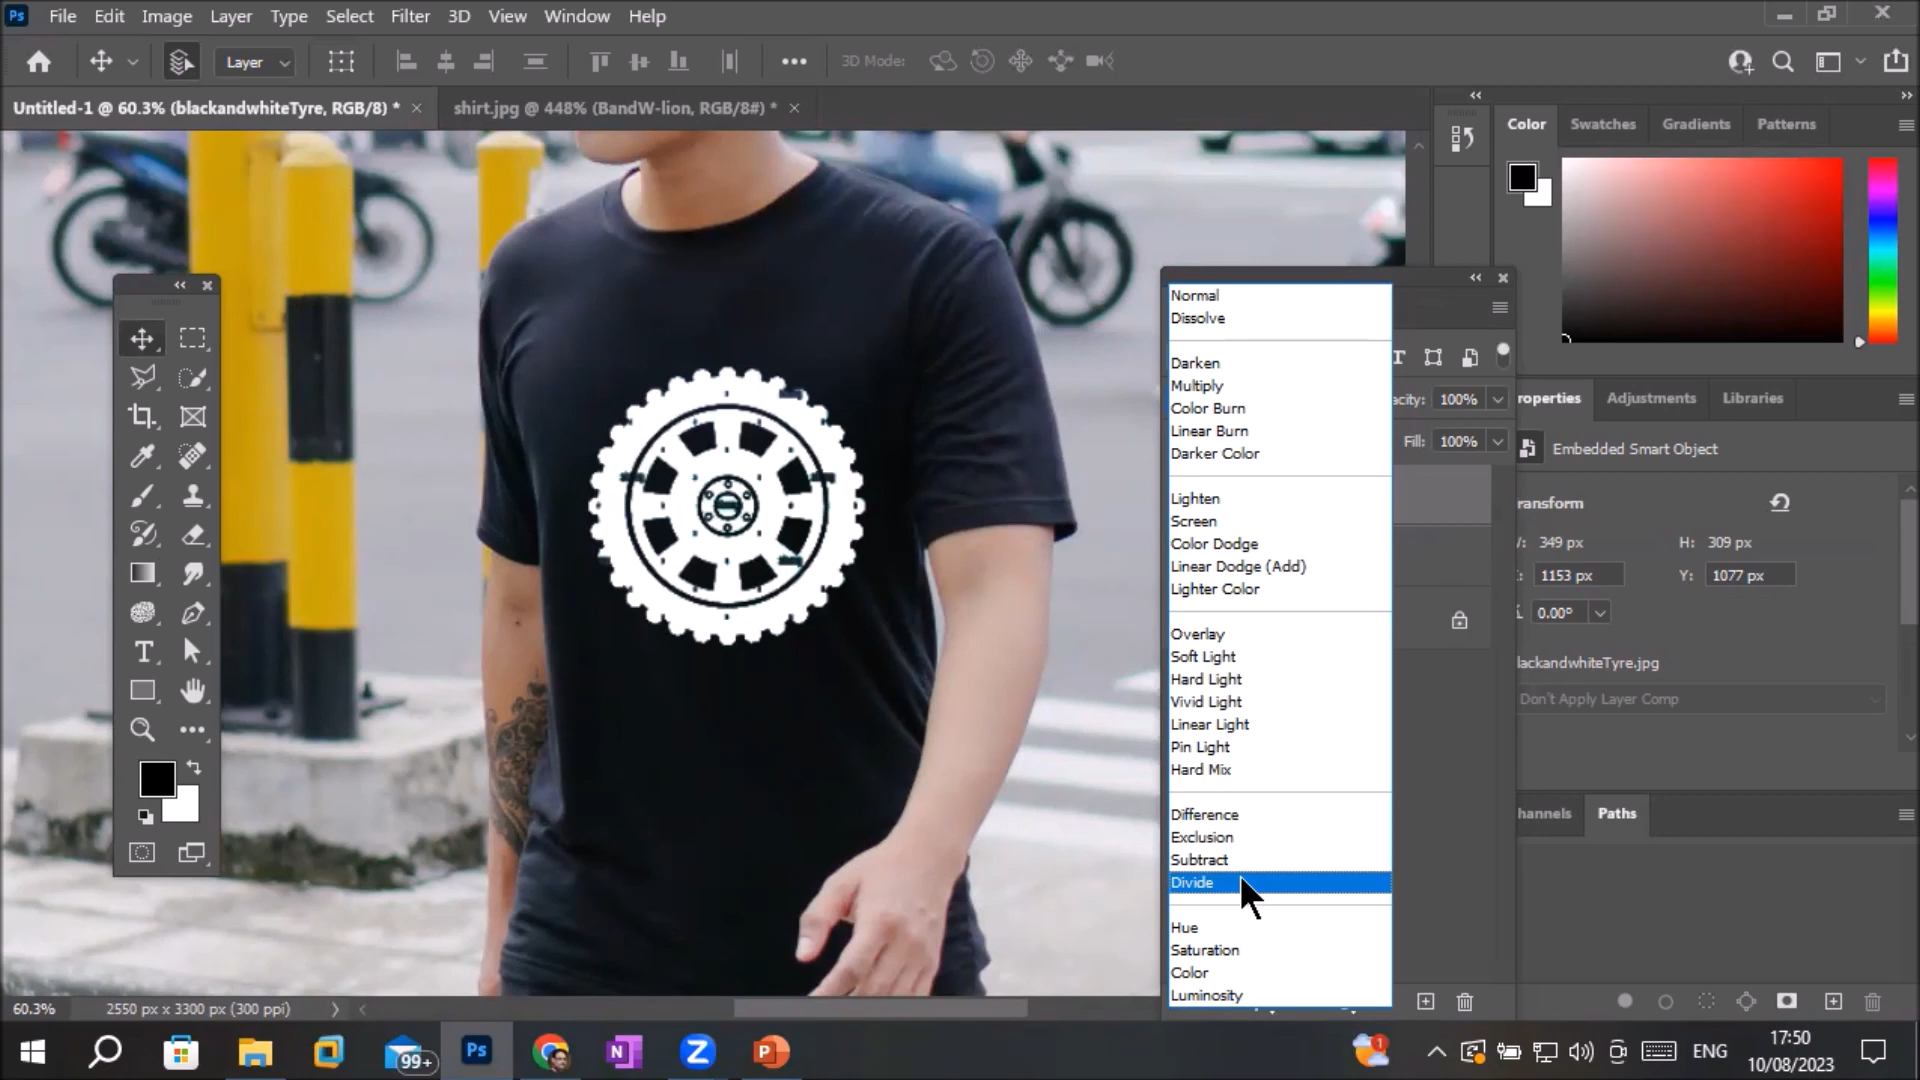 Ps File Edit Image Layer Type Select Filter 3D View Window Help
Layer 3D Mode:
Untitled-1 @ 60.3% (blackandwhiteTyre, RGB/8) * shirt.jpg @ 448% (BandW-lion, RGB/8#) *
Color Swatches Gradients Patterns
Normal
Dissolve
Darken
Multiply
Color Burn
Linear Burn
Darker Color
Lighten
Screen
Color Dodge
Linear Dodge (Add)
Lighter Color
Overlay
Soft Light
Hard Light
Vivid Light
Linear Light
Pin Light
Hard Mix
Difference
Exclusion
Subtract
Divide
Hue
Saturation
Color
Luminosity
acity: 100%
Fill: 100%
roperties Adjustments Libraries
Embedded Smart Object
ransform
349 px H: 309 px
1153 px Y: 1077 px
0.00°
lackandwhiteTyre.jpg
Don't Apply Layer Comp
hannels Paths
60.3% 2550 px x 3300 px (300 ppi)
99+ Ps N Z P 1 ENG
17:50
10/08/2023